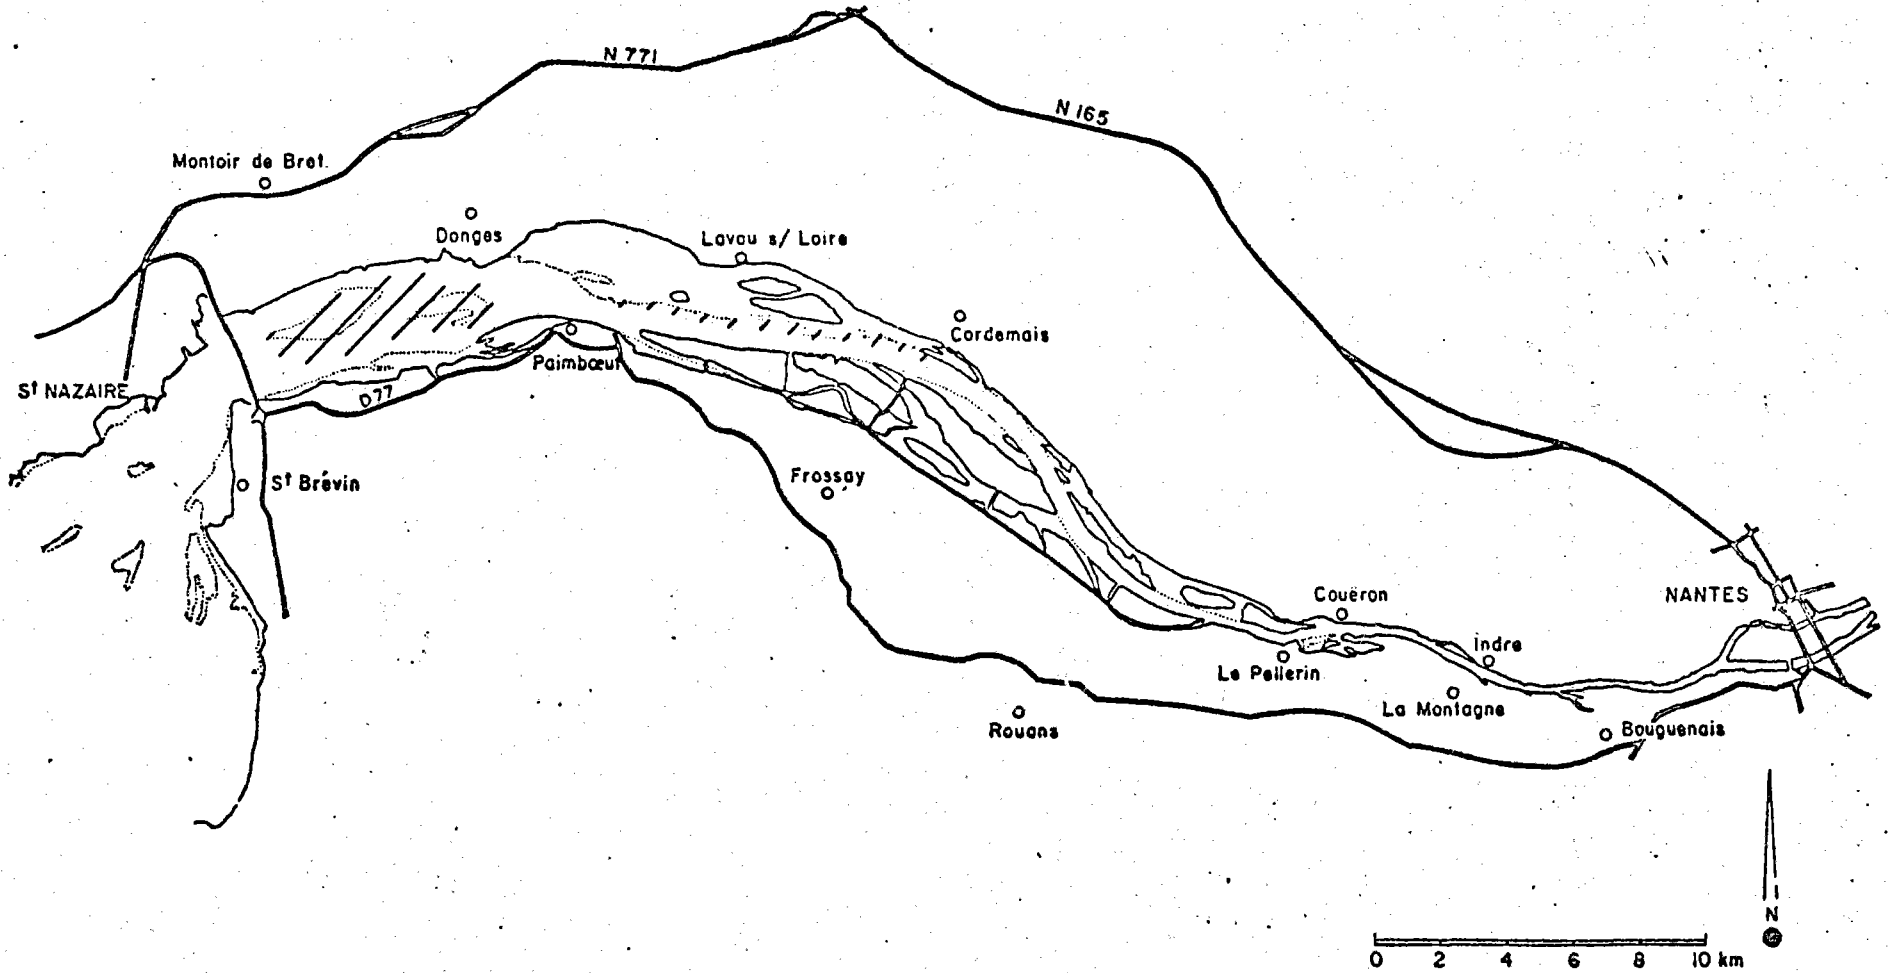 N 771
N 165
Montoir de Bret.
Donges
Lavau s/ Loire
Cordemais
Paimbœuf
St NAZAIRE
D77
St Brévin
Frossay
Couëron
NANTES
Indre
Le Pellerin
La Montagne
Rouans
Bouguenais
N
0 2 4 6 8 10 km